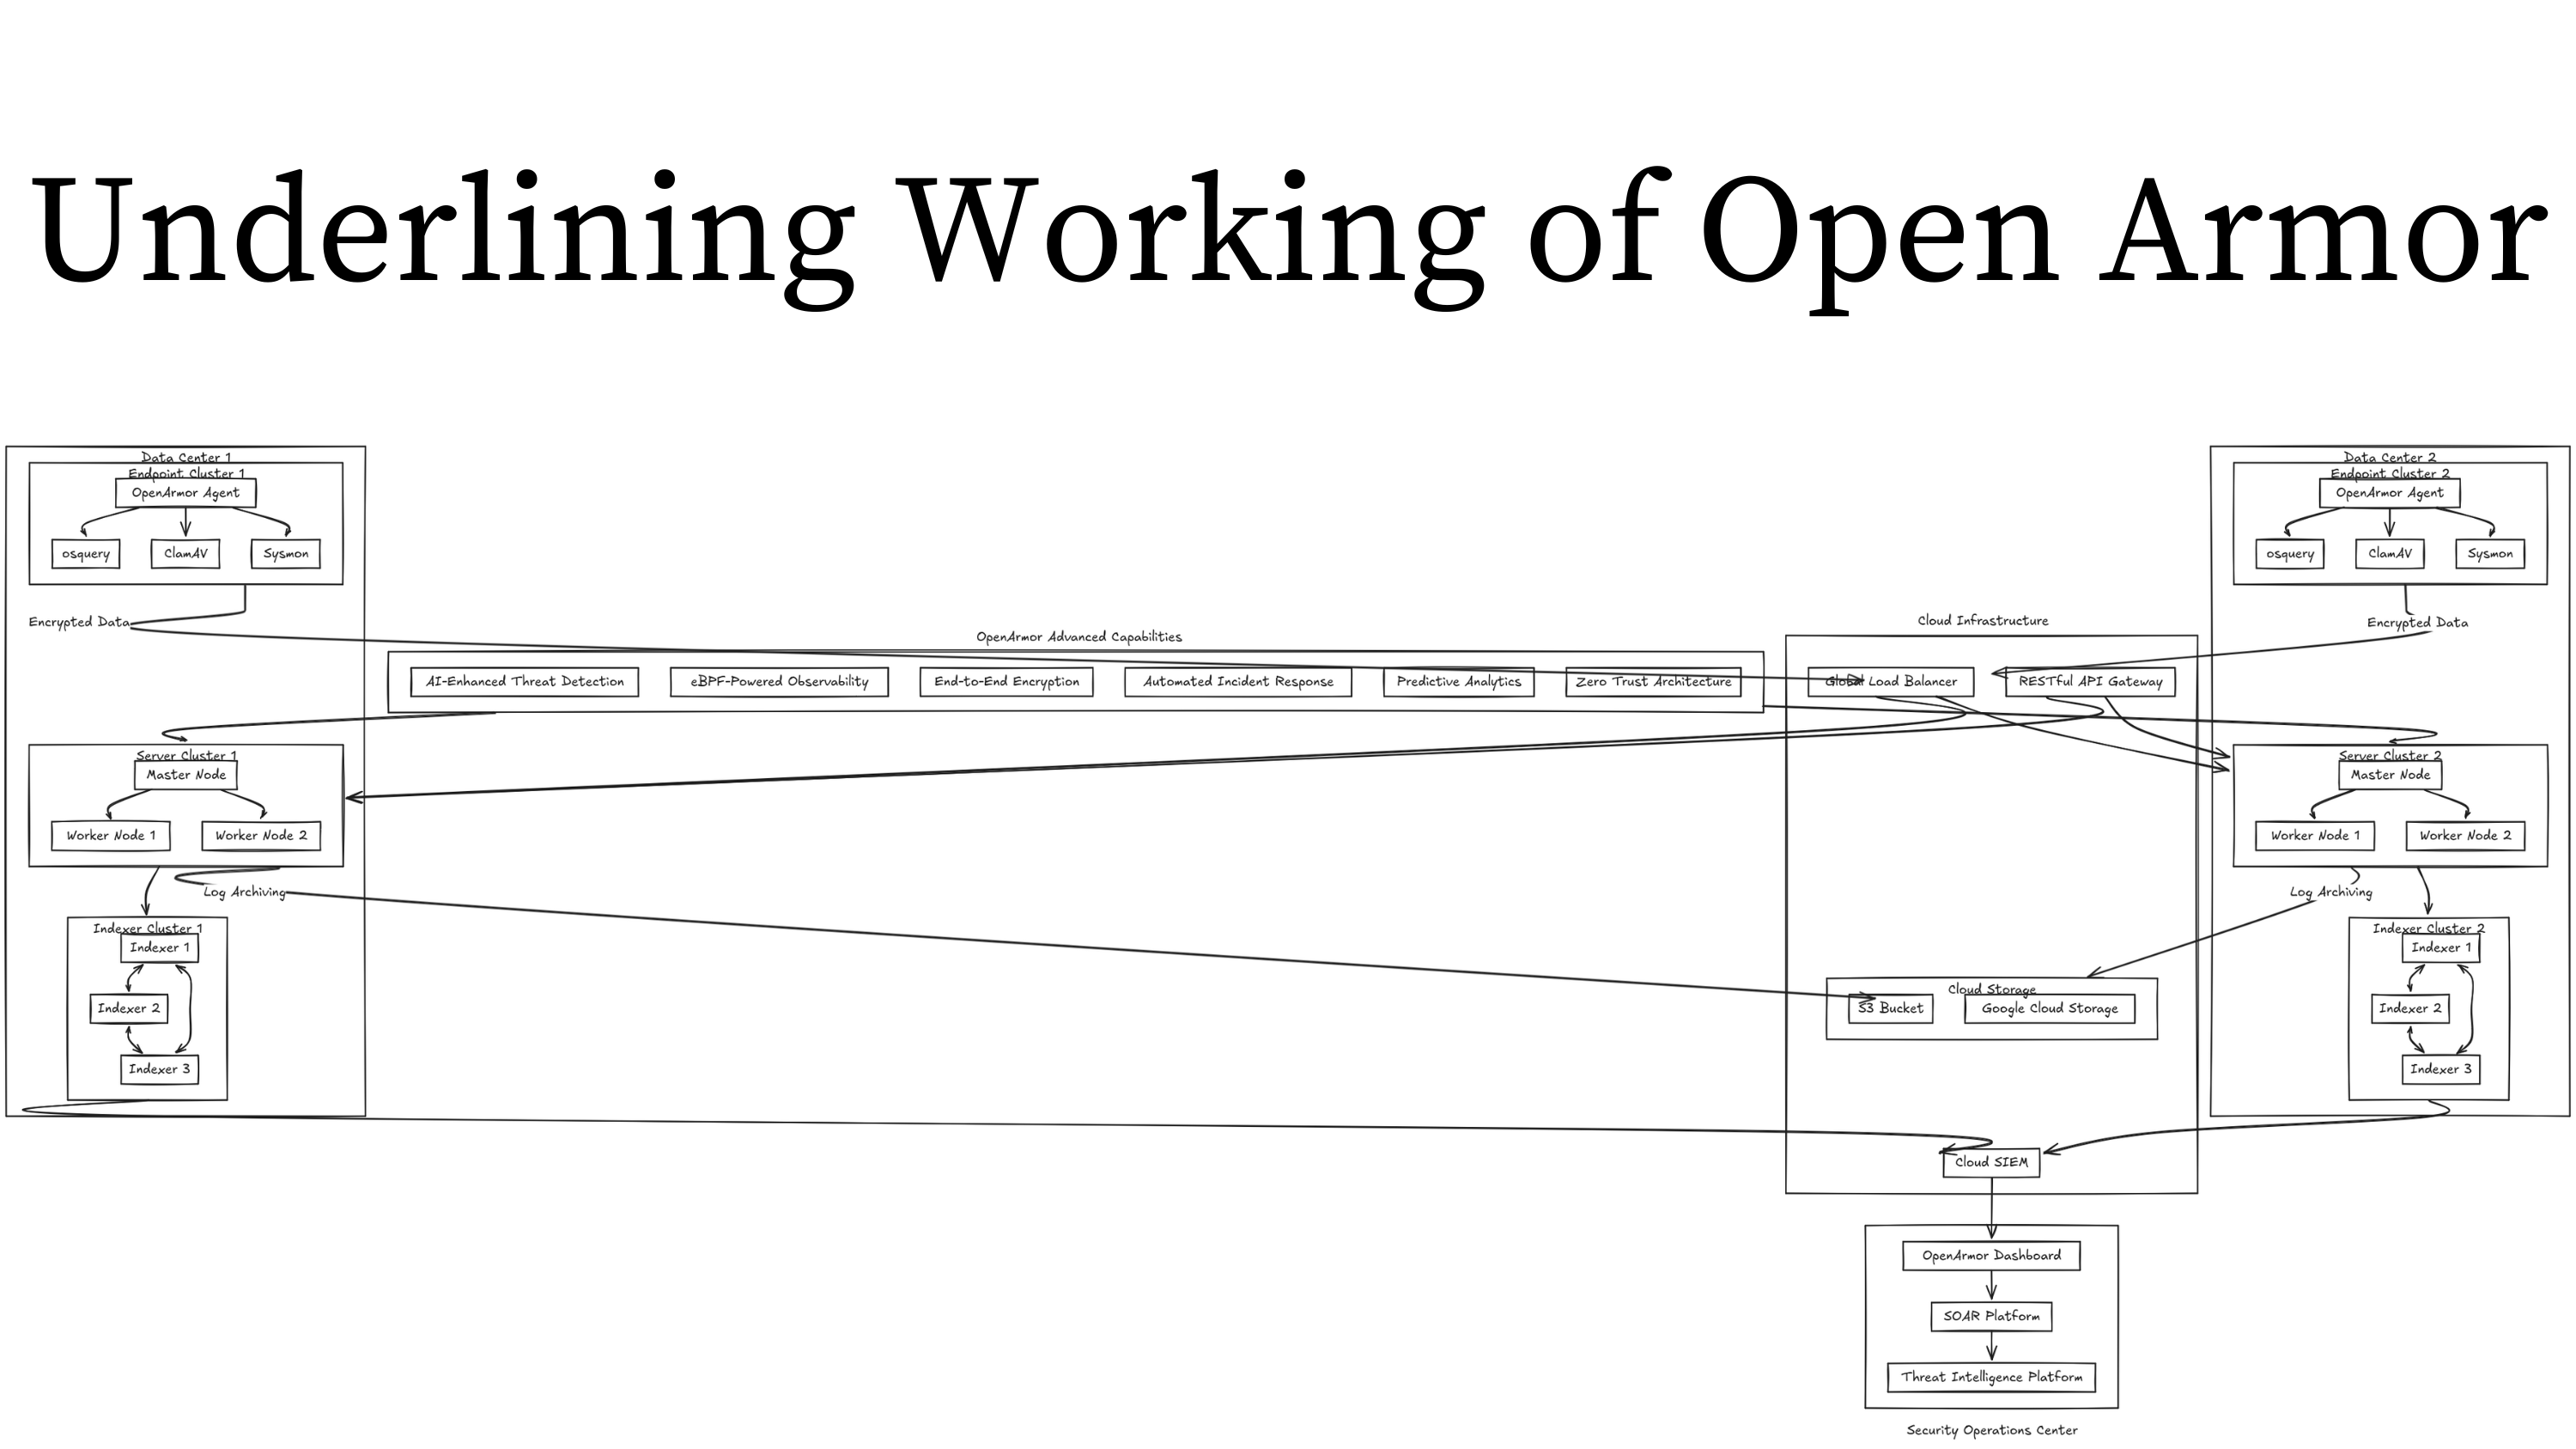 Underlining Working of Open Armor
Data Center 1
Endpoint Cluster 1
OpenArmor Agent
osquery
ClamAV
Sysmon
Encrypted Data
Server Cluster 1
Master Node
Worker Node 1
Worker Node 2
Log Archiving
Indexer Cluster 1
Indexer 1
Indexer 2
Indexer 3
OpenArmor Advanced Capabilities
AI-Enhanced Threat Detection
eBPF-Powered Observability
End-to-End Encryption
Automated Incident Response
Predictive Analytics
Zero Trust Architecture
Cloud Infrastructure
Global Load Balancer
RESTful API Gateway
Cloud Storage
S3 Bucket
Google Cloud Storage
Cloud SIEM
OpenArmor Dashboard
SOAR Platform
Threat Intelligence Platform
Security Operations Center
Data Center 2
Endpoint Cluster 2
OpenArmor Agent
osquery
ClamAV
Sysmon
Encrypted Data
Server Cluster 2
Master Node
Worker Node 1
Worker Node 2
Log Archiving
Indexer Cluster 2
Indexer 1
Indexer 2
Indexer 3